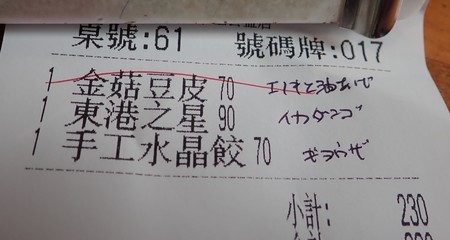 桌號:61 號碼牌:017
1 金菇豆皮 70 エノキと油あげ
1 東港之星 90 イカダンゴ
1 手工水晶餃 70 ギョウザ
小計: 230